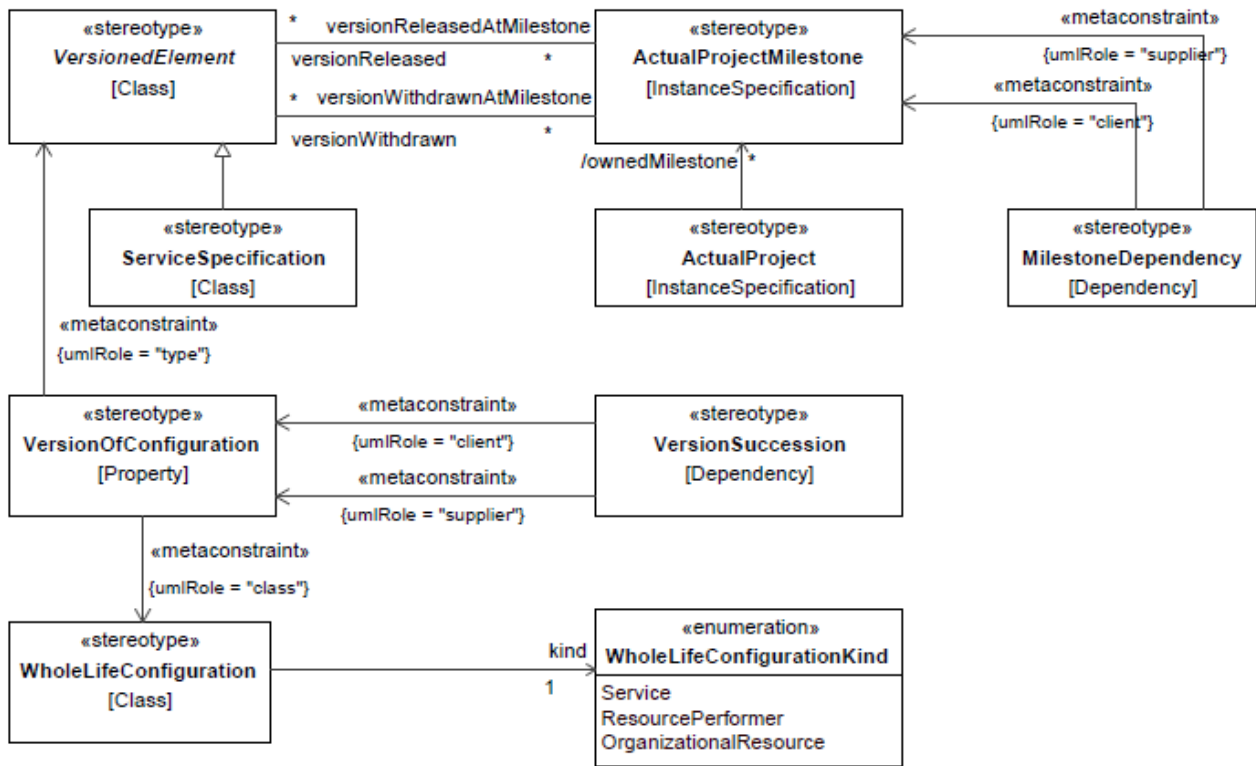 «stereotype»
VersionedElement
[Class]
* versionReleasedAtMilestone
versionReleased *
* versionWithdrawnAtMilestone
versionWithdrawn *
«stereotype»
ActualProjectMilestone
[InstanceSpecification]
«metaconstraint»
{umlRole = "supplier"}
«metaconstraint»
{umlRole = "client"}
/ownedMilestone *
«stereotype»
ServiceSpecification
[Class]
«stereotype»
ActualProject
[InstanceSpecification]
«stereotype»
MilestoneDependency
[Dependency]
«metaconstraint»
{umlRole = "type"}
«stereotype»
VersionOfConfiguration
[Property]
«metaconstraint»
{umlRole = "client"}
«metaconstraint»
{umlRole = "supplier"}
«stereotype»
VersionSuccession
[Dependency]
«metaconstraint»
{umlRole = "class"}
«stereotype»
WholeLifeConfiguration
[Class]
kind
1
«enumeration»
WholeLifeConfigurationKind
Service
ResourcePerformer
OrganizationalResource